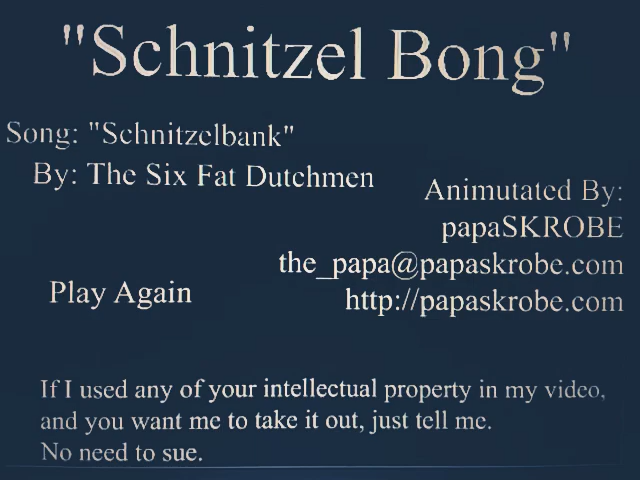 "Schnitzel Bong"
Song: "Schnitzelbank"
By: The Six Fat Dutchmen
Animutated By:
papaSKROBE
the_papa@papaskrobe.com
http://papaskrobe.com
Play Again
If I used any of your intellectual property in my video,
and you want me to take it out, just tell me.
No need to sue.